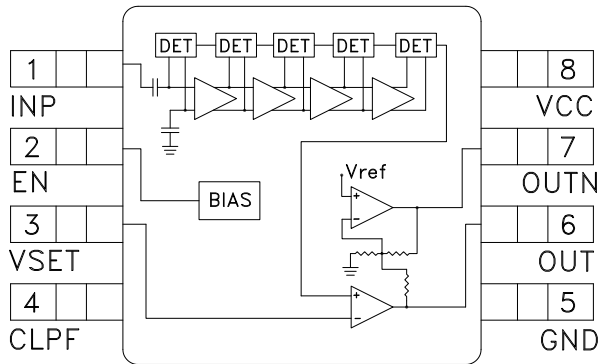 DET DET DET DET DET
1 8
INP VCC
2 7
EN OUTN
Vref
+
−
BIAS
3 6
VSET OUT
4 5
+
−
CLPF GND